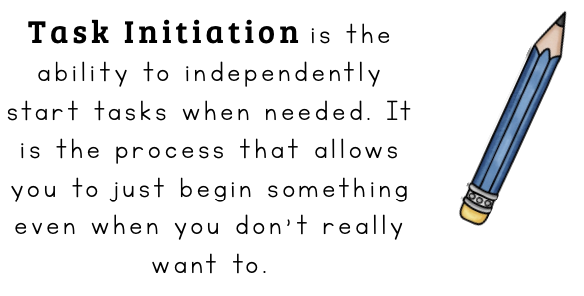 Task Initiation is the
ability to independently
start tasks when needed. It
is the process that allows
you to just begin something
even when you don't really
want to.